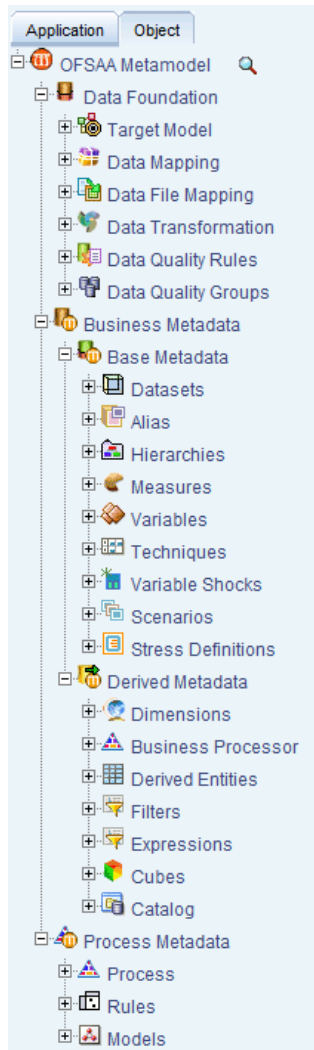 Application Object
OFSAA Metamodel
Data Foundation
Target Model
Data Mapping
Data File Mapping
Data Transformation
Data Quality Rules
Data Quality Groups
Business Metadata
Base Metadata
Datasets
Alias
Hierarchies
Measures
Variables
Techniques
Variable Shocks
Scenarios
Stress Definitions
Derived Metadata
Dimensions
Business Processor
Derived Entities
Filters
Expressions
Cubes
Catalog
Process Metadata
Process
Rules
Models